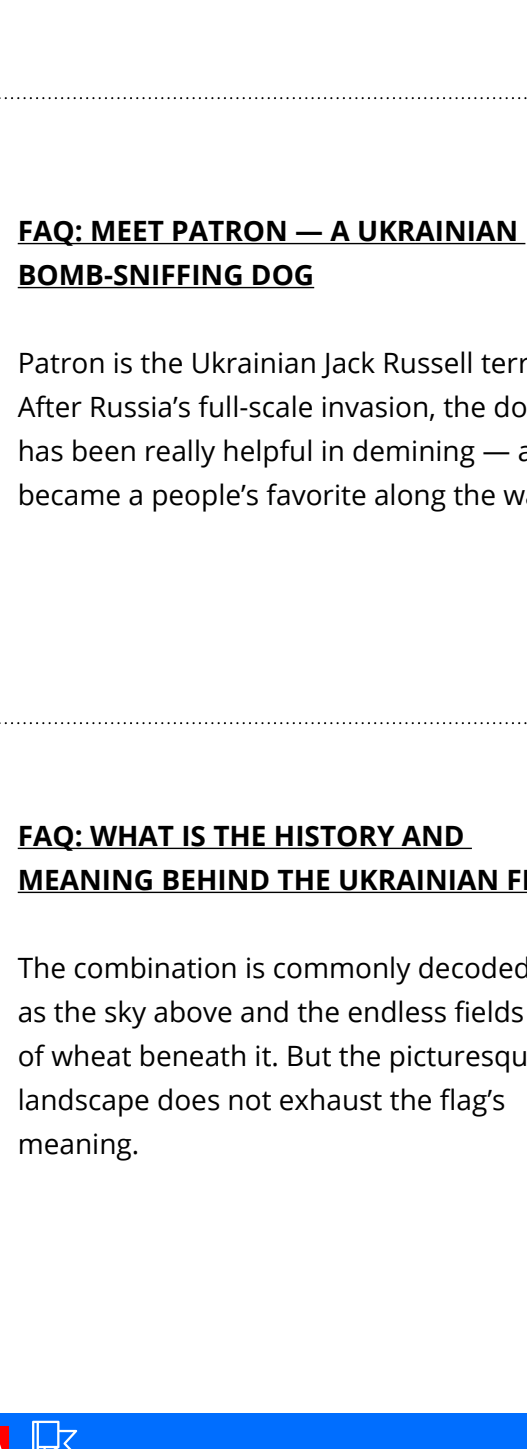 FAQ: MEET PATRON — A UKRAINIAN
BOMB-SNIFFING DOG
Patron is the Ukrainian Jack Russell
After Russia’s full-scale invasion, the
has been really helpful in demining —
became a people’s favorite along the
FAQ: WHAT IS THE HISTORY AND
MEANING BEHIND THE UKRAINIAN
The combination is commonly decoded
as the sky above and the endless fields
of wheat beneath it. But the
landscape does not exhaust the flag’s
meaning.